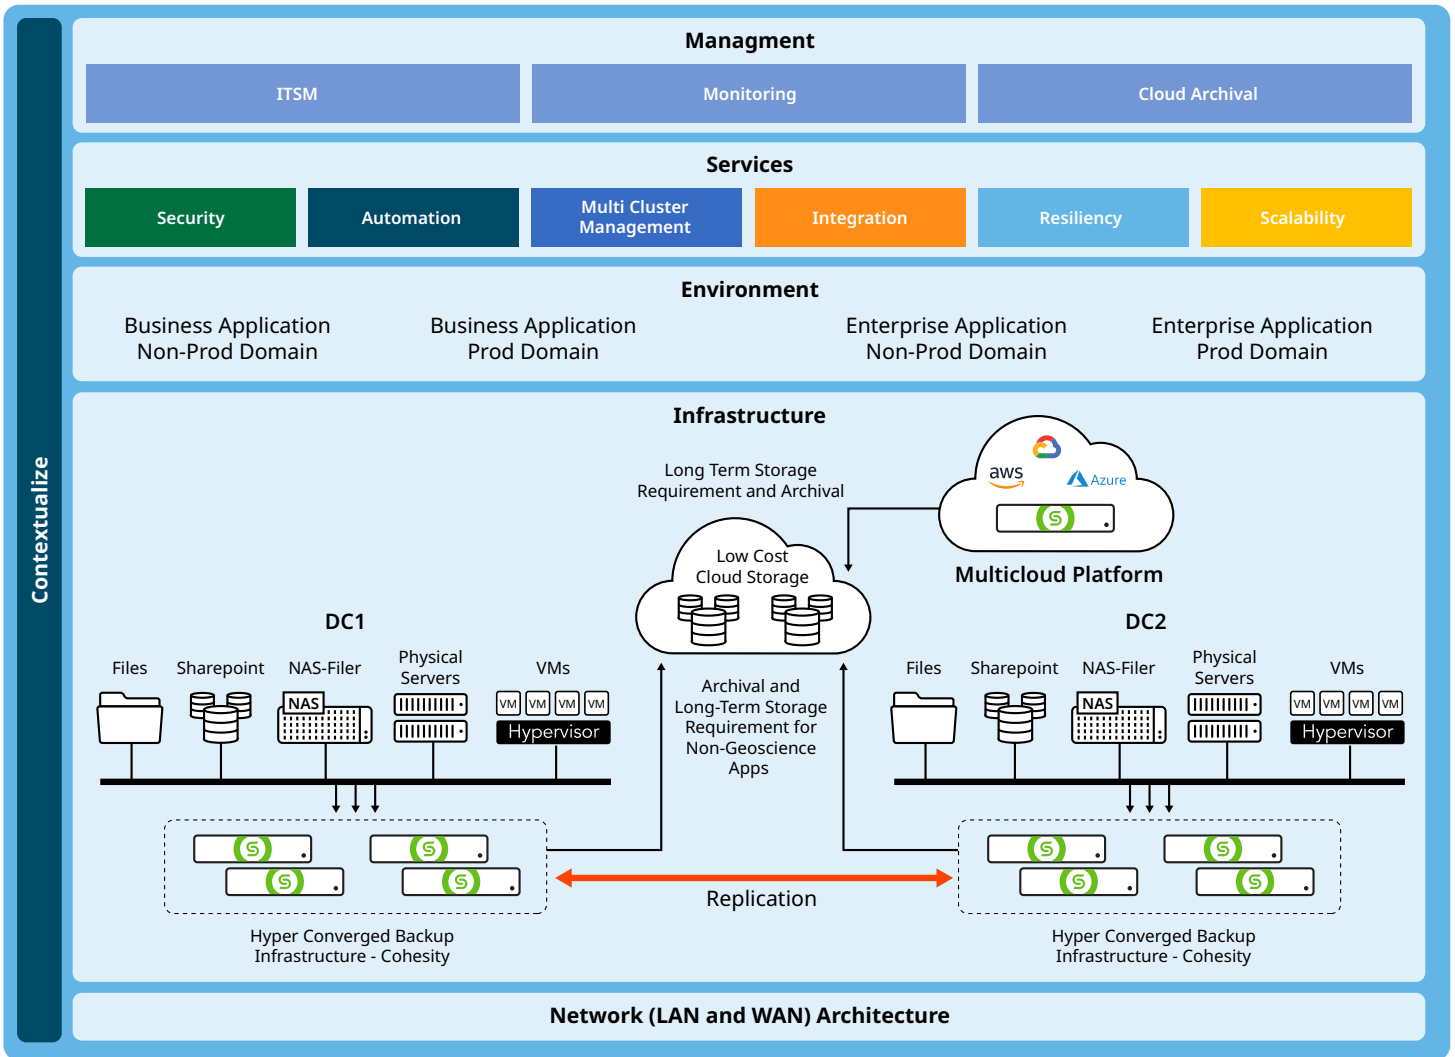 Managment
ITSM
Monitoring
Cloud Archival
Services
Security
Automation
Multi Cluster
Management
Integration
Resiliency
Scalability
Environment
Business Application
Non-Prod Domain
Business Application
Prod Domain
Enterprise Application
Non-Prod Domain
Enterprise Application
Prod Domain
Contextualize
Infrastructure
Long Term Storage
Requirement and Archival
aws
Azure
Multicloud Platform
Low Cost
Cloud Storage
DC1
Files
Sharepoint
NAS-Filer
Physical
Servers
VMs
NAS
VM
VM
VM
VM
Hypervisor
Archival and
Long-Term Storage
Requirement for
Non-Geoscience
Apps
DC2
Files
Sharepoint
NAS-Filer
Physical
Servers
VMs
NAS
VM
VM
VM
VM
Hypervisor
Replication
Hyper Converged Backup
Infrastructure - Cohesity
Hyper Converged Backup
Infrastructure - Cohesity
Network (LAN and WAN) Architecture